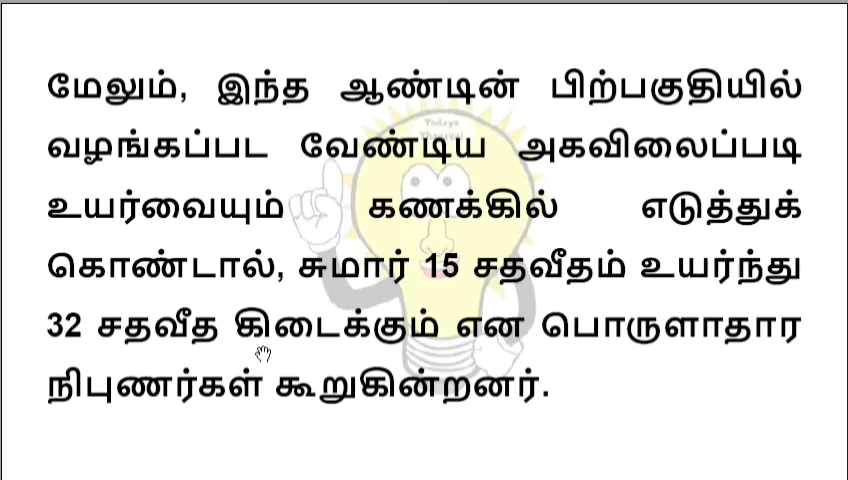 மேலும், இந்த ஆண்டின் பிற்பகுதியில்
வழங்கப்பட வேண்டிய அகவிலைப்படி
உயர்வையும் கணக்கில் எடுத்துக்
கொண்டால், சுமார் 15 சதவீதம் உயர்ந்து
32 சதவீத கிடைக்கும் என பொருளாதார
நிபுணர்கள் கூறுகின்றனர்.